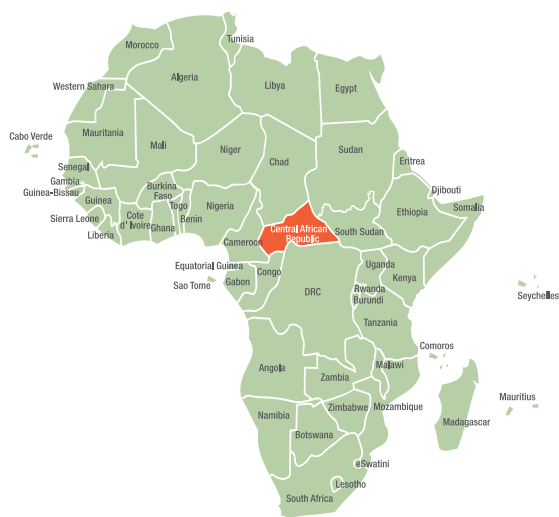 Tunisia
Morocco
Algeria
Libya
Egypt
Western Sahara
Mauritania
Cabo Verde
Mali
Niger
Chad
Sudan
Eritrea
Senegal
Gambia
Guinea-Bissau
Guinea
Burkina
Faso
Djibouti
Somalia
Sierra Leone
Liberia
Cote
d' Ivoire
Ghana
Togo
Benin
Nigeria
Ethiopia
Central African
Republic
South Sudan
Cameroon
Equatorial Guinea
Sao Tome
Gabon
Congo
DRC
Uganda
Kenya
Rwanda
Burundi
Seychelles
Tanzania
Comoros
Angola
Zambia
Malawi
Mozambique
Mauritius
Madagascar
Namibia
Zimbabwe
Botswana
eSwatini
Lesotho
South Africa